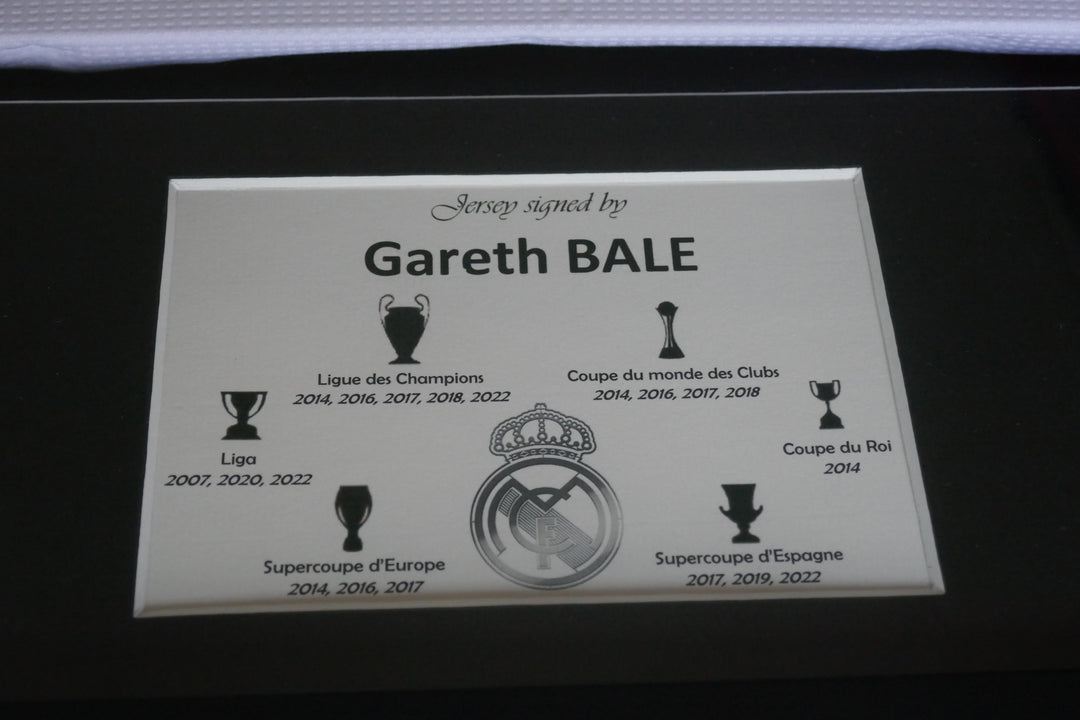 Jersey signed by
Gareth BALE
Ligue des Champions
2014, 2016, 2017, 2018, 2022
Coupe du monde des Clubs
2014, 2016, 2017, 2018
Liga
2007, 2020, 2022
Coupe du Roi
2014
Supercoupe d'Europe
2014, 2016, 2017
Supercoupe d'Espagne
2017, 2019, 2022